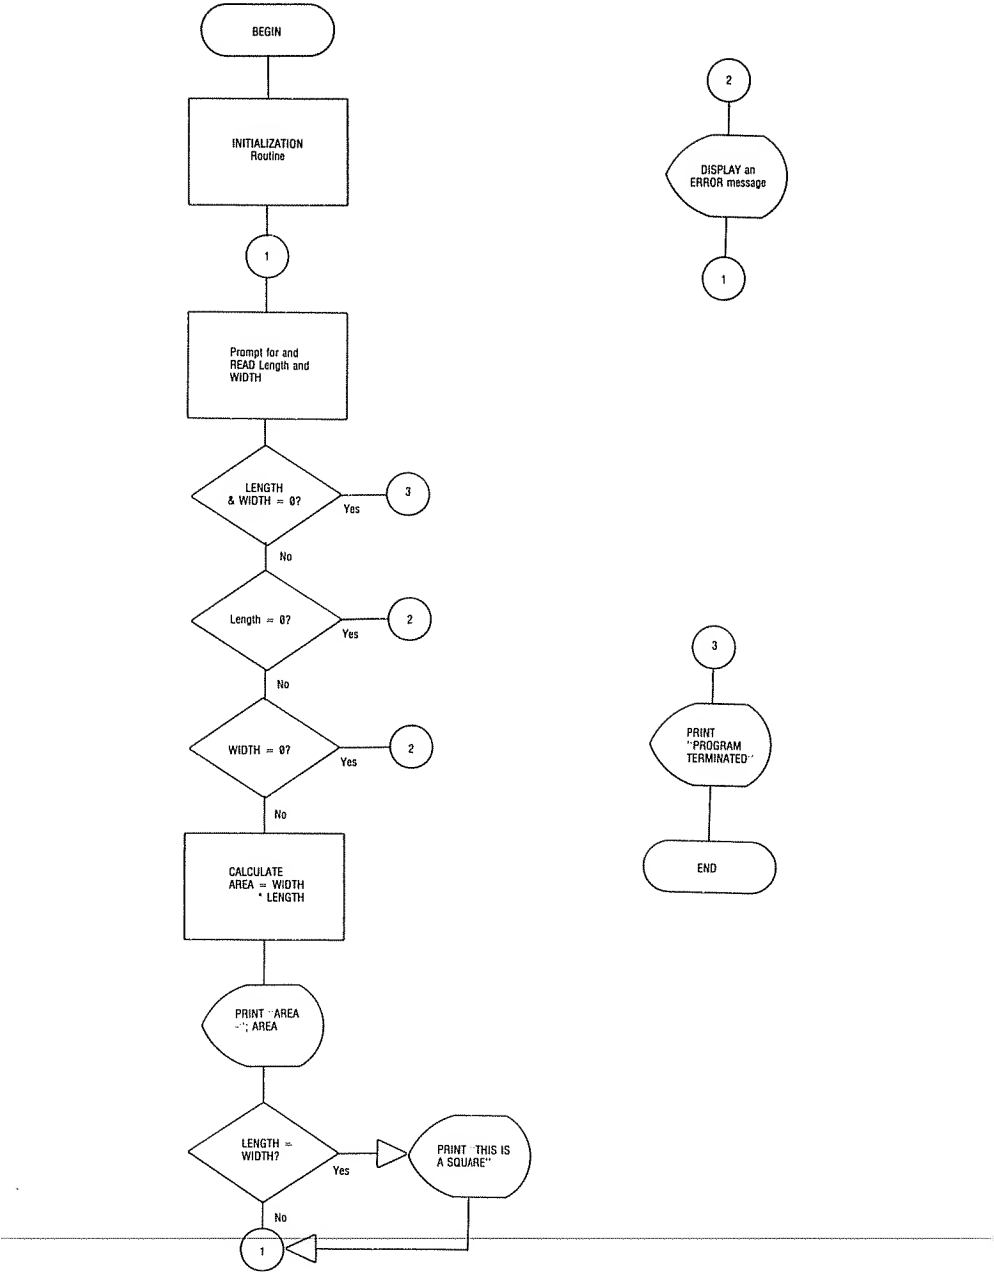 BEGIN
INITIALIZATION
Routine
1
Prompt for and
READ Length and
WIDTH
LENGTH
& WIDTH = 0?
Yes
3
No
Length = 0?
Yes
2
No
WIDTH = 0?
Yes
2
No
CALCULATE
AREA = WIDTH
* LENGTH
PRINT "AREA
="; AREA
LENGTH =
WIDTH?
Yes
PRINT "THIS IS
A SQUARE"
No
1
2
DISPLAY an
ERROR message
1
3
PRINT
"PROGRAM
TERMINATED"
END